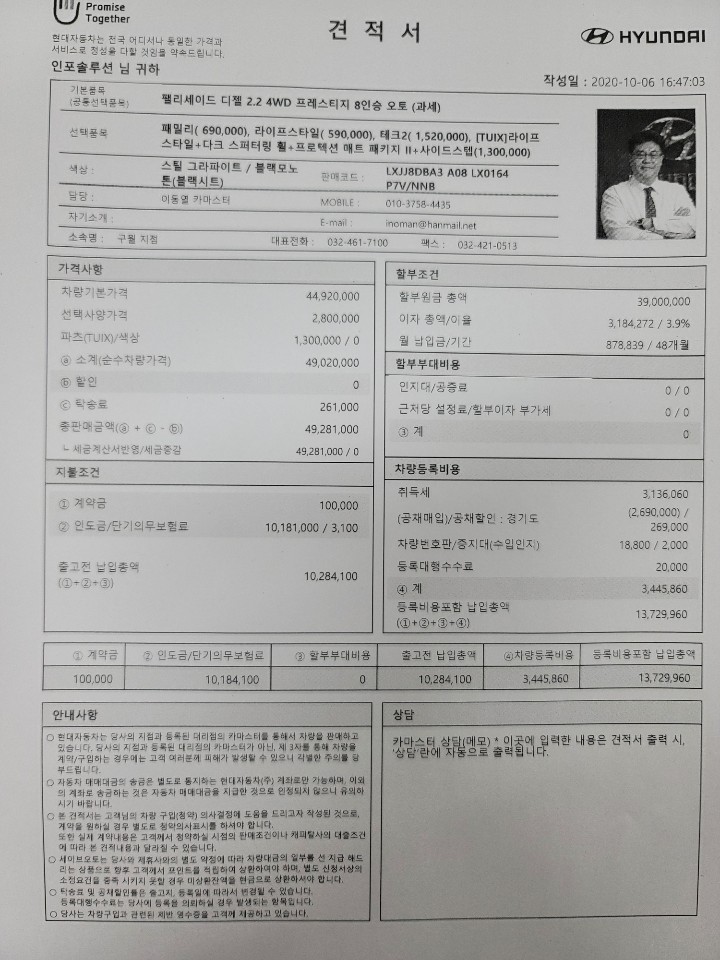 Promise
Together
견 적 서
HYUNDAI
현대자동차는 전국 어디서나 동일한 가격과
서비스로 정성을 다할 것임을 약속드립니다.
인포솔루션 님 귀하
작성일 : 2020-10-06 16:47:03
기본품목
(공통선택품목)
팰리세이드 디젤 2.2 4WD 프레스티지 8인승 오토 (과세)
선택품목
패밀리( 690,000), 라이프스타일( 590,000), 테크2( 1,520,000), [TUIX]라이프
스타일+다크 스퍼터링 휠+프로텍션 매트 패키지 II+사이드스텝(1,300,000)
색상 :
스틸 그라파이트 / 블랙모노
톤(블랙시트)
판매코드 :
LXJJ8DBA3 A08 LX0164
P7V/NNB
담당 :
이동열 카마스터
MOBILE :
010-3758-4435
자기소개 :
E-mail :
inoman@hanmail.net
소속명 : 구월 지점
대표전화 : 032-461-7100
팩스 : 032-421-0513
가격사항
차량기본가격 44,920,000
선택사양가격 2,800,000
파츠(TUIX)/색상 1,300,000 / 0
ⓐ 소계(순수차량가격) 49,020,000
ⓑ 할인 0
ⓒ 탁송료 261,000
총판매금액(ⓐ + ⓒ - ⓑ) 49,281,000
ㄴ세금계산서반영/세금증감 49,281,000 / 0
지불조건
① 계약금 100,000
② 인도금/단기의무보험료 10,181,000 / 3,100
출고전 납입총액
(①+②+③)
10,284,100
할부조건
할부원금 총액 39,000,000
이자 총액/이율 3,184,272 / 3.9%
월 납입금/기간 878,839 / 48개월
할부부대비용
인지대/공증료 0 / 0
근저당 설정료/할부이자 부가세 0 / 0
③ 계 0
차량등록비용
취득세 3,136,060
(공채매입)/공채할인 : 경기도
(2,690,000) /
269,000
차량번호판/증지대(수입인지) 18,800 / 2,000
등록대행수수료 20,000
④ 계 3,445,860
등록비용포함 납입총액
(①+②+③+④)
13,729,960
① 계약금 ② 인도금/단기의무보험료 ③ 할부부대비용 출고전 납입총액 ④차량등록비용 등록비용포함 납입총액
100,000 10,184,100 0 10,284,100 3,445,860 13,729,960
안내사항
○ 현대자동차는 당사의 지점과 등록된 대리점의 카마스터를 통해서 차량을 판매하고
있습니다. 당사의 지점과 등록된 대리점의 카마스터가 아닌, 제 3자를 통해 차량을
계약/구입하는 경우에는 고객 여러분께 피해가 발생할 수 있으니 각별한 주의를 당
부드립니다.
○ 자동차 매매대금의 송금은 별도로 통지하는 현대자동차(주) 계좌로만 가능하며, 이외
의 계좌로 송금하는 것은 자동차 매매대금을 지급한 것으로 인정되지 않으니 유의하
시기 바랍니다.
○ 본 견적서는 고객님의 차량 구입(청약) 의사결정에 도움을 드리고자 작성된 것으로,
계약을 원하실 경우 별도로 청약의사표시를 하셔야 합니다.
또한 실제 계약내용은 고객께서 청약하실 시점의 판매조건이나 캐피탈사의 대출조건
에 따라 본 견적내용과 달라질 수 있습니다.
○ 세이브오토는 당사와 제휴사와의 별도 약정에 따라 차량대금의 일부를 선 지급 해드
리는 상품으로 향후 고객께서 포인트를 적립하여 상환하여야 하며, 별도 신청서상의
소정요건을 충족 시키지 못할 경우 미상환잔액을 현금으로 상환하셔야 합니다.
○ 탁송료 및 공채할인률은 출고지, 등록일에 따라서 변경될 수 있습니다.
등록대행수수료는 당사에 등록을 의뢰하실 경우 발생되는 항목입니다.
○ 당사는 차량구입과 관련된 제반 영수증을 고객께 제공하고 있습니다.
상담
카마스터 상담(메모) * 이곳에 입력한 내용은 견적서 출력 시,
'상담'란에 자동으로 출력됩니다.